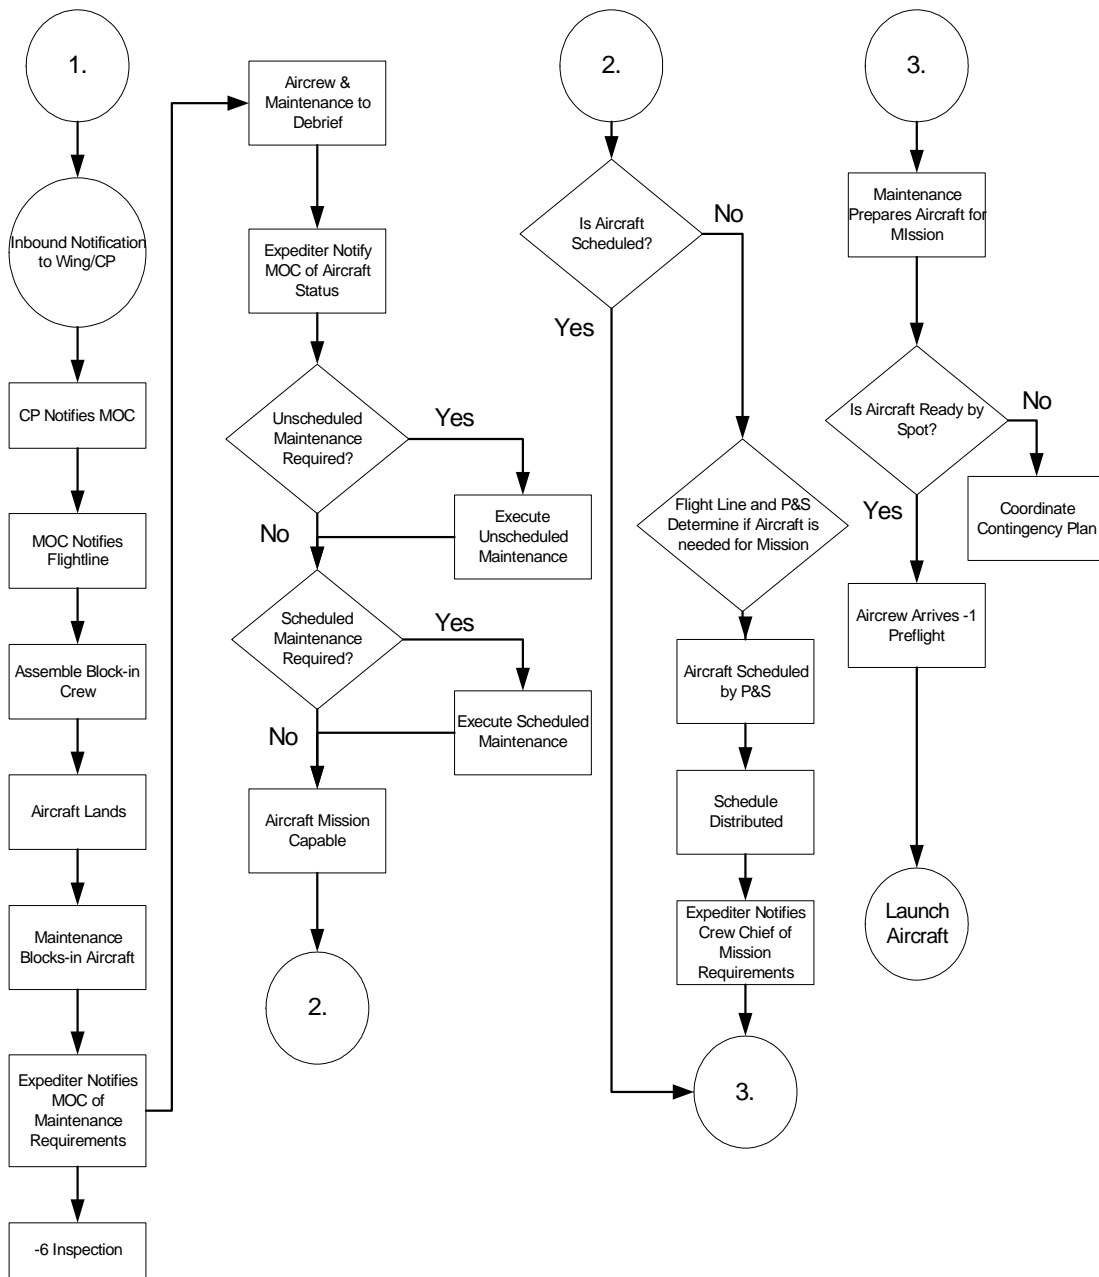 1.
Inbound Notification
to Wing/CP
CP Notifies MOC
MOC Notifies
Flightline
Assemble Block-in
Crew
Aircraft Lands
Maintenance
Blocks-in Aircraft
Expediter Notifies
MOC of
Maintenance
Requirements
-6 Inspection
Aircrew &
Maintenance to
Debrief
Expediter Notify
MOC of Aircraft
Status
Unscheduled
Maintenance
Required?
Yes
Execute
Unscheduled
Maintenance
No
Scheduled
Maintenance
Required?
Yes
Execute Scheduled
Maintenance
No
Aircraft Mission
Capable
2.
2.
Is Aircraft
Scheduled?
No
Yes
Flight Line and P&S
Determine if Aircraft is
needed for Mission
Aircraft Scheduled
by P&S
Schedule
Distributed
Expediter Notifies
Crew Chief of
Mission
Requirements
3.
3.
Maintenance
Prepares Aircraft for
MIssion
Is Aircraft Ready by
Spot?
No
Coordinate
Contingency Plan
Yes
Aircrew Arrives -1
Preflight
Launch
Aircraft